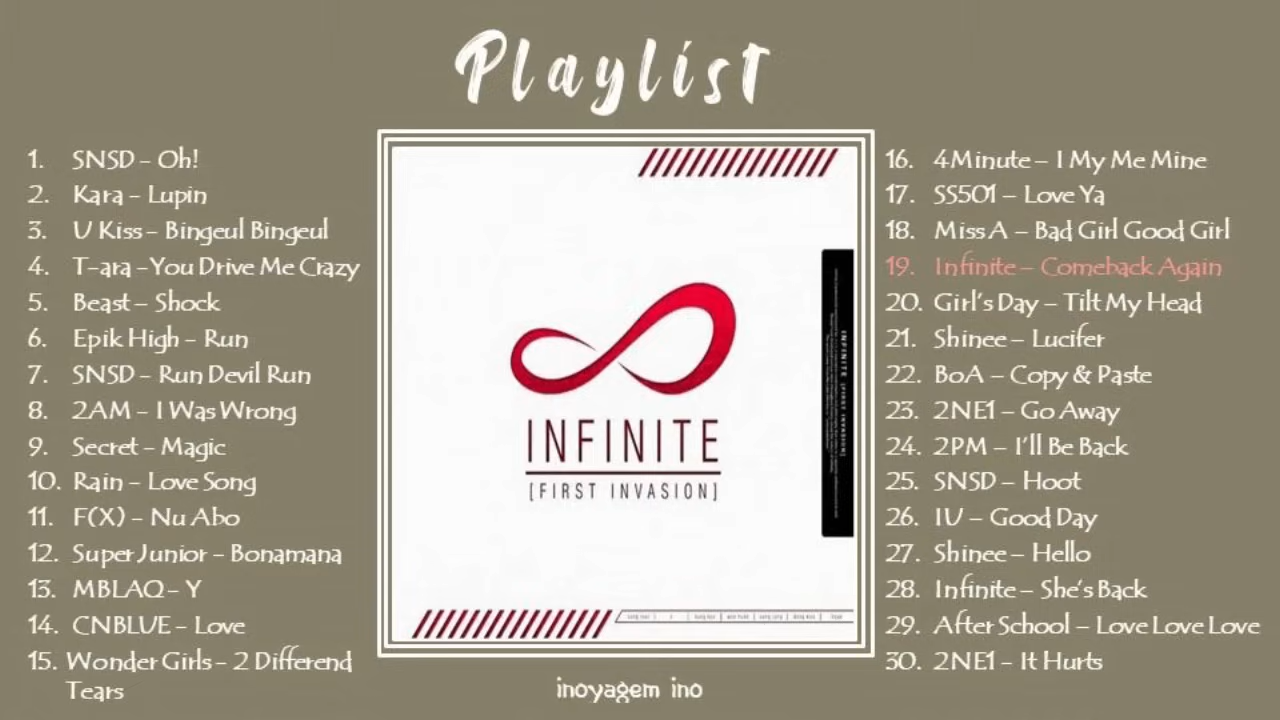 Playlist
1. SNSD – Oh!
2. Kara – Lupin
3. U Kiss – Bingeul Bingeul
4. T-ara –You Drive Me Crazy
5. Beast – Shock
6. Epik High – Run
7. SNSD – Run Devil Run
8. 2AM – I Was Wrong
9. Secret – Magic
10. Rain – Love Song
11. F(X) – Nu Abo
12. Super Junior – Bonamana
13. MBLAQ – Y
14. CNBLUE – Love
15. Wonder Girls – 2 Differend
Tears
INFINITE
[FIRST INVASION]
INFINITE [FIRST INVASION]
inoyagem ino
16. 4Minute – I My Me Mine
17. SS501 – Love Ya
18. Miss A – Bad Girl Good Girl
19. Infinite – Comeback Again
20. Girl's Day – Tilt My Head
21. Shinee – Lucifer
22. BoA – Copy & Paste
23. 2NE1 – Go Away
24. 2PM – I'll Be Back
25. SNSD – Hoot
26. IU – Good Day
27. Shinee – Hello
28. Infinite – She's Back
29. After School – Love Love Love
30. 2NE1 – It Hurts